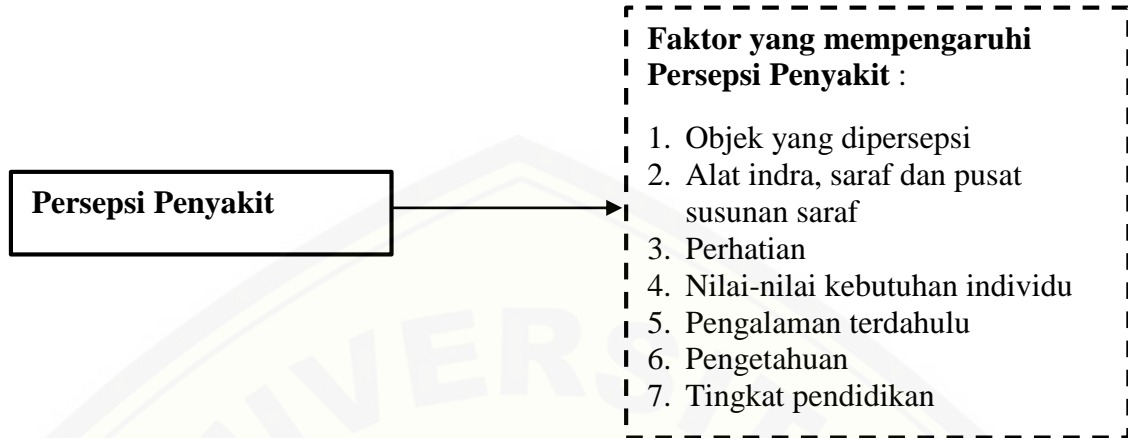 Faktor yang mempengaruhi
Persepsi Penyakit :
1. Objek yang dipersepsi
2. Alat indra, saraf dan pusat
susunan saraf
3. Perhatian
4. Nilai-nilai kebutuhan individu
5. Pengalaman terdahulu
6. Pengetahuan
7. Tingkat pendidikan
Persepsi Penyakit